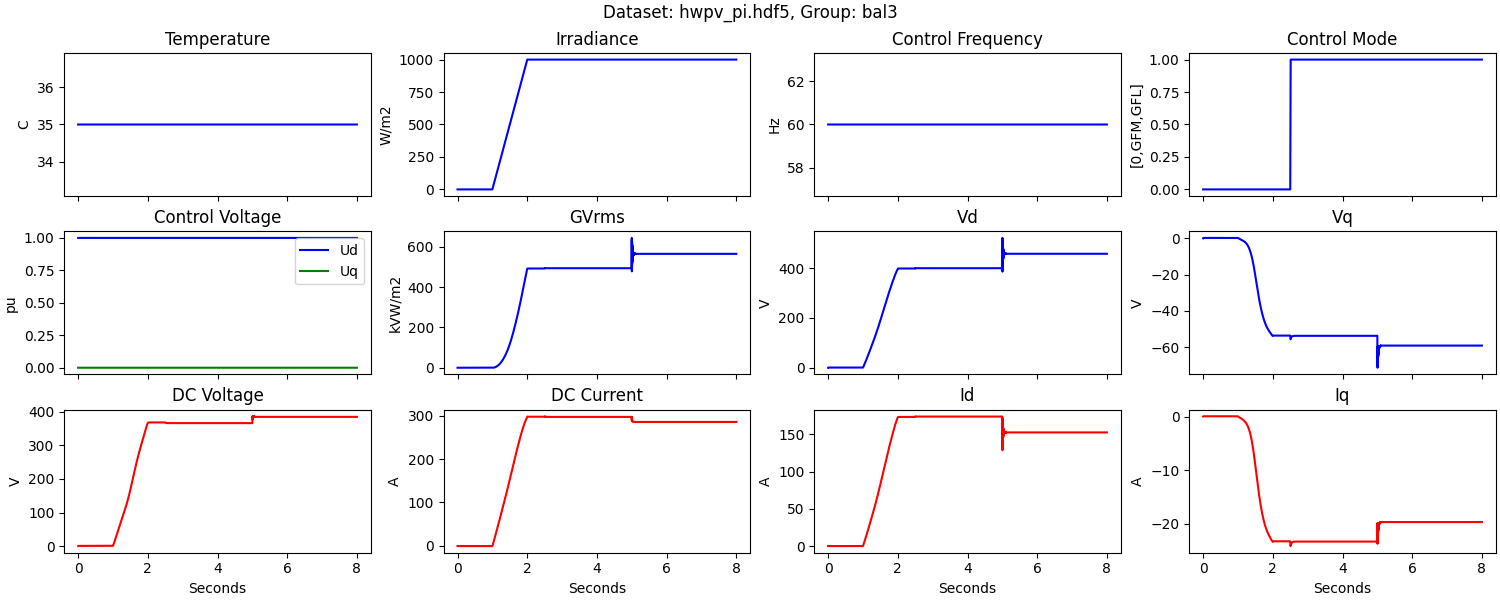 Dataset: hwpv_pi.hdf5, Group: bal3
Temperature
Irradiance
Control Frequency
Control Mode
C
36
35
34
W/m2
1000
750
500
250
0
Hz
62
60
58
[0,GFM,GFL]
1.00
0.75
0.50
0.25
0.00
Control Voltage
GVrms
Vd
Vq
pu
1.00
0.75
0.50
0.25
0.00
Ud
Uq
kVW/m2
600
400
200
0
V
400
200
0
V
0
−20
−40
−60
DC Voltage
DC Current
Id
Iq
V
400
300
200
100
0
0 2 4 6 8
Seconds
A
300
200
100
0
0 2 4 6 8
Seconds
A
150
100
50
0
0 2 4 6 8
Seconds
A
0
−10
−20
0 2 4 6 8
Seconds